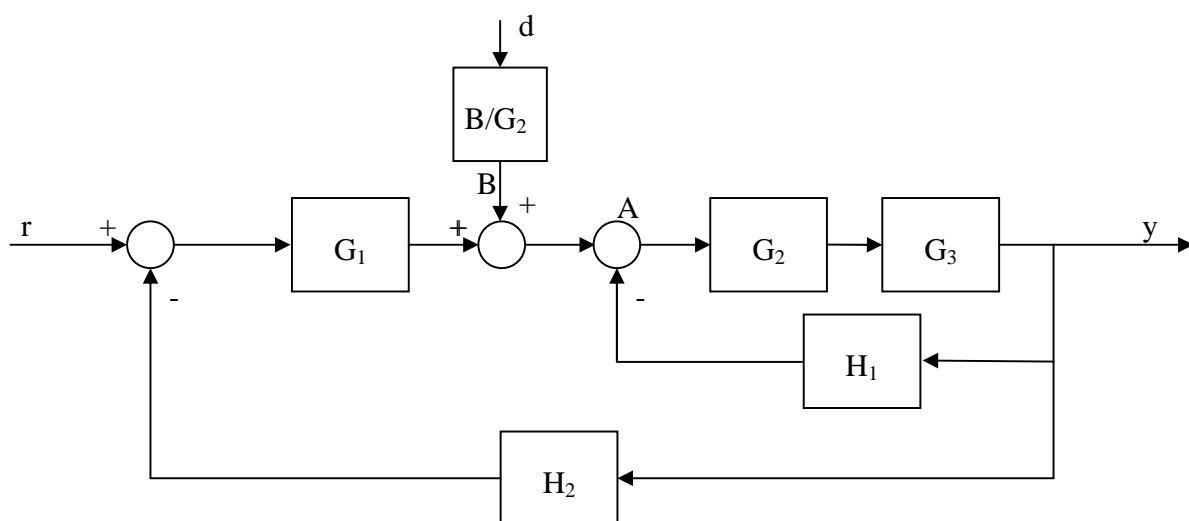 d
B/G₂
B
+
A
r
+
G₁
+
G₂
G₃
y
-
-
H₁
H₂